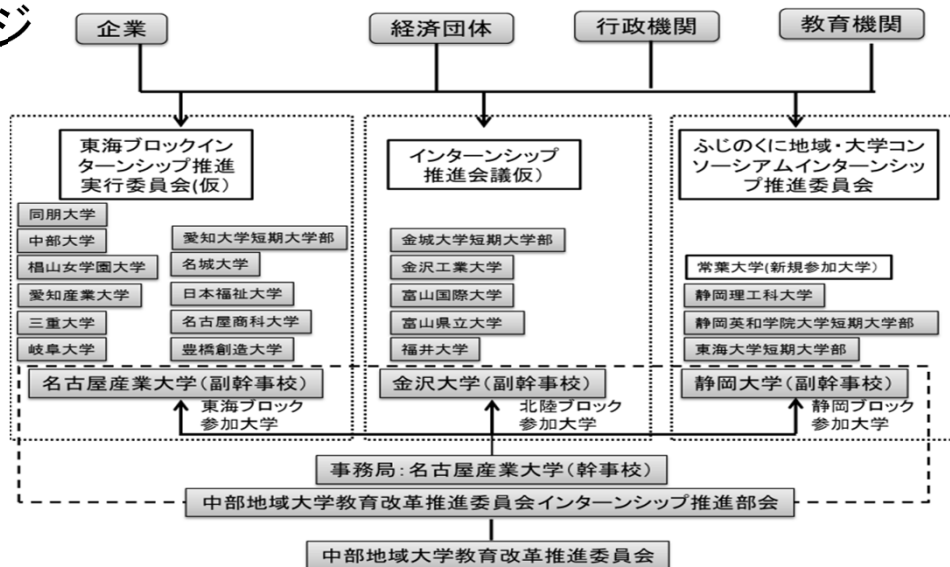 ジ
企業
経済団体
行政機関
教育機関
東海ブロックイン
ターンシップ推進
実行委員会(仮)
同朋大学
中部大学
椙山女学園大学
愛知産業大学
三重大学
岐阜大学
愛知大学短期大学部
名城大学
日本福祉大学
名古屋商科大学
豊橋創造大学
名古屋産業大学(副幹事校)
東海ブロック
参加大学
インターンシップ
推進会議仮)
金城大学短期大学部
金沢工業大学
富山国際大学
富山県立大学
福井大学
金沢大学(副幹事校)
北陸ブロック
参加大学
ふじのくに地域・大学コン
ソーシアムインターンシッ
プ推進委員会
常葉大学(新規参加大学)
静岡理工科大学
静岡英和学院大学短期大学部
東海大学短期大学部
静岡大学(副幹事校)
静岡ブロック
参加大学
事務局:名古屋産業大学(幹事校)
中部地域大学教育改革推進委員会インターンシップ推進部会
中部地域大学教育改革推進委員会